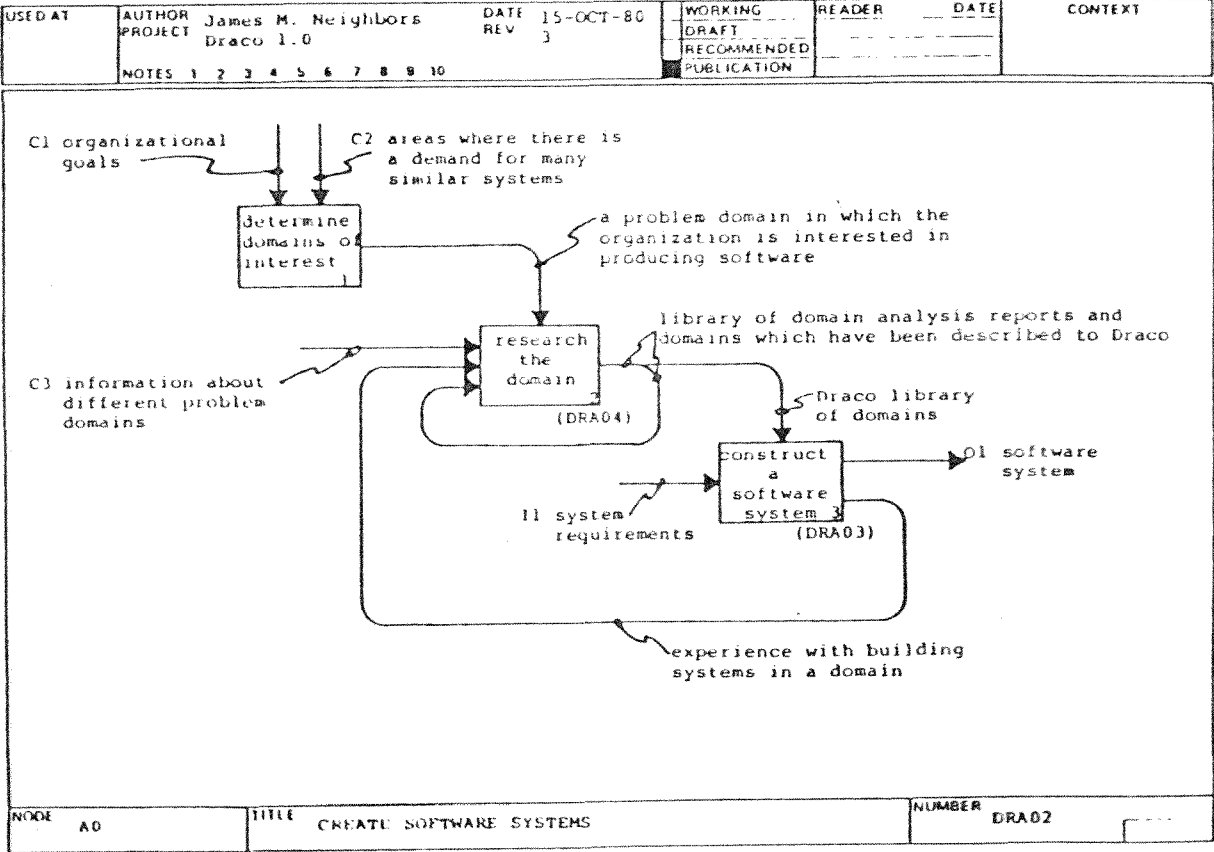 USED AT
AUTHOR James M. Neighbors
PROJECT Draco 1.0
DATE 15-OCT-80
REV 3
NOTES 1 2 3 4 5 6 7 8 9 10
WORKING
DRAFT
RECOMMENDED
PUBLICATION
READER DATE
CONTEXT
C1 organizational
goals
C2 areas where there is
a demand for many
similar systems
determine
domains of
interest
1
a problem domain in which the
organization is interested in
producing software
library of domain analysis reports and
domains which have been described to Draco
research
the
domain
2
(DRA04)
C3 information about
different problem
domains
Draco library
of domains
construct
a
software
system 3
(DRA03)
O1 software
system
I1 system
requirements
experience with building
systems in a domain
NODE A0
TITLE CREATE SOFTWARE SYSTEMS
NUMBER DRA02